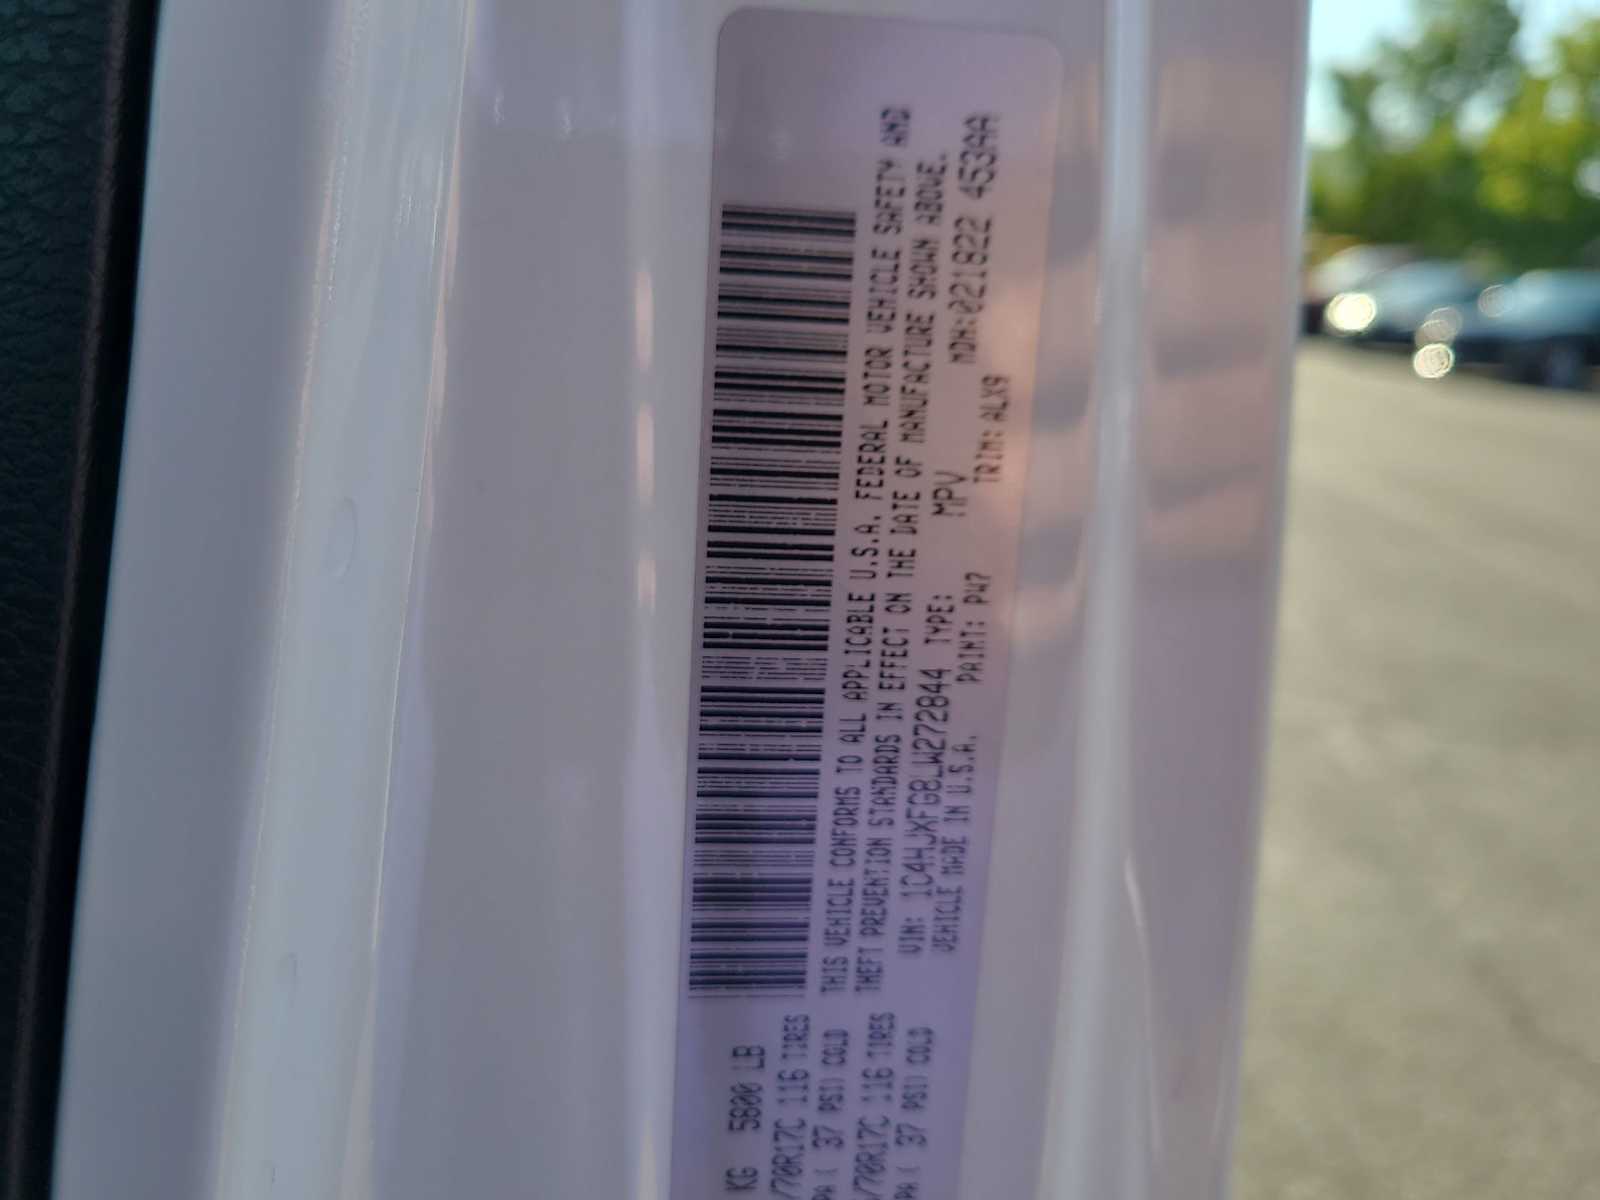 KG 5800 LB
/70R17C 116 TIRES
PA ( 37 PSI) COLD
/70R17C 116 TIRES
PA ( 37 PSI) COLD
THIS VEHICLE CONFORMS TO ALL APPLICABLE U.S.A. FEDERAL MOTOR VEHICLE SAFETY AND
THEFT PREVENTION STANDARDS IN EFFECT ON THE DATE OF MANUFACTURE SHOWN ABOVE.
VIN: 1C4HJXFG8LW272844 TYPE: MPV MDH:021822 453AA
VEHICLE MADE IN U.S.A. PAINT: PW7 TRIM: ALX9